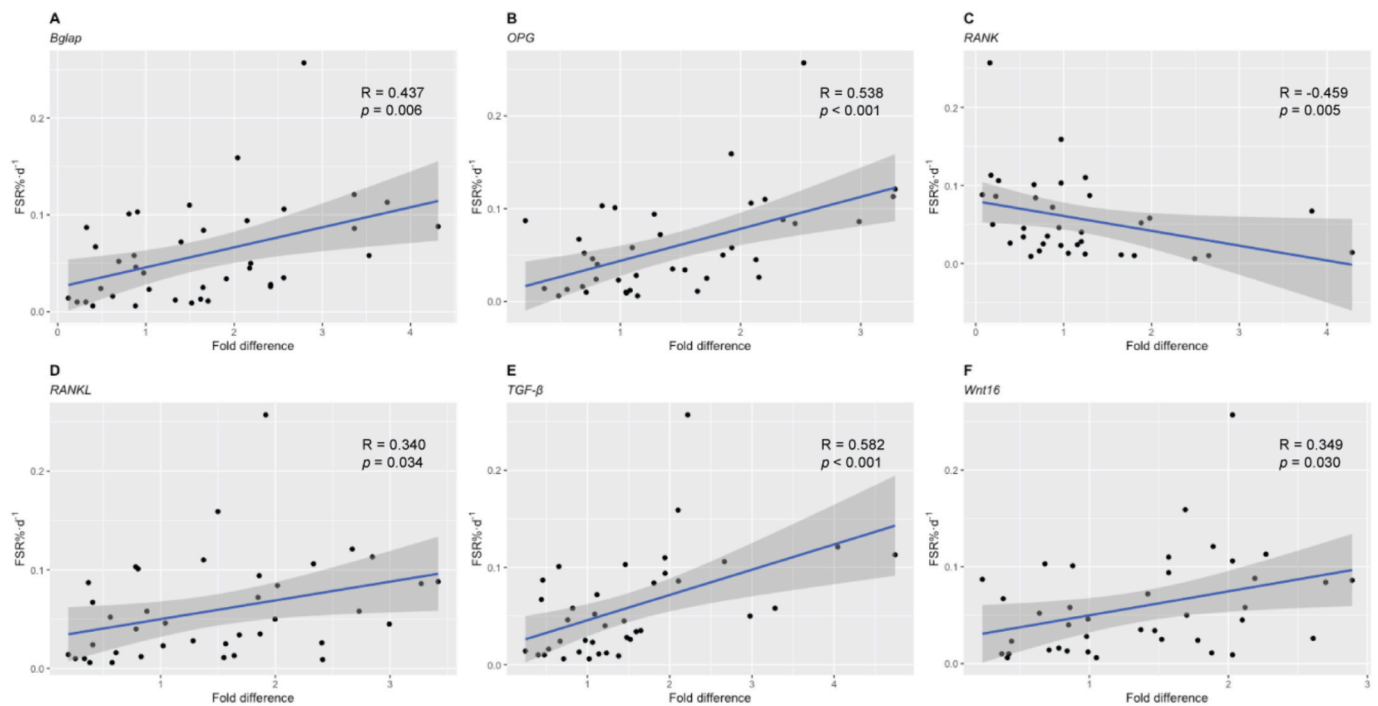 A
Bglap
FSR%·d⁻¹
0.2
0.1
0.0
R = 0.437
p = 0.006
0 1 2 3 4
Fold difference
B
OPG
FSR%·d⁻¹
0.2
0.1
0.0
R = 0.538
p < 0.001
1 2 3
Fold difference
C
RANK
FSR%·d⁻¹
0.2
0.1
0.0
R = -0.459
p = 0.005
0 1 2 3 4
Fold difference
D
RANKL
FSR%·d⁻¹
0.2
0.1
0.0
R = 0.340
p = 0.034
1 2 3
Fold difference
E
TGF-β
FSR%·d⁻¹
0.2
0.1
0.0
R = 0.582
p < 0.001
1 2 3 4
Fold difference
F
Wnt16
FSR%·d⁻¹
0.2
0.1
0.0
R = 0.349
p = 0.030
1 2 3
Fold difference